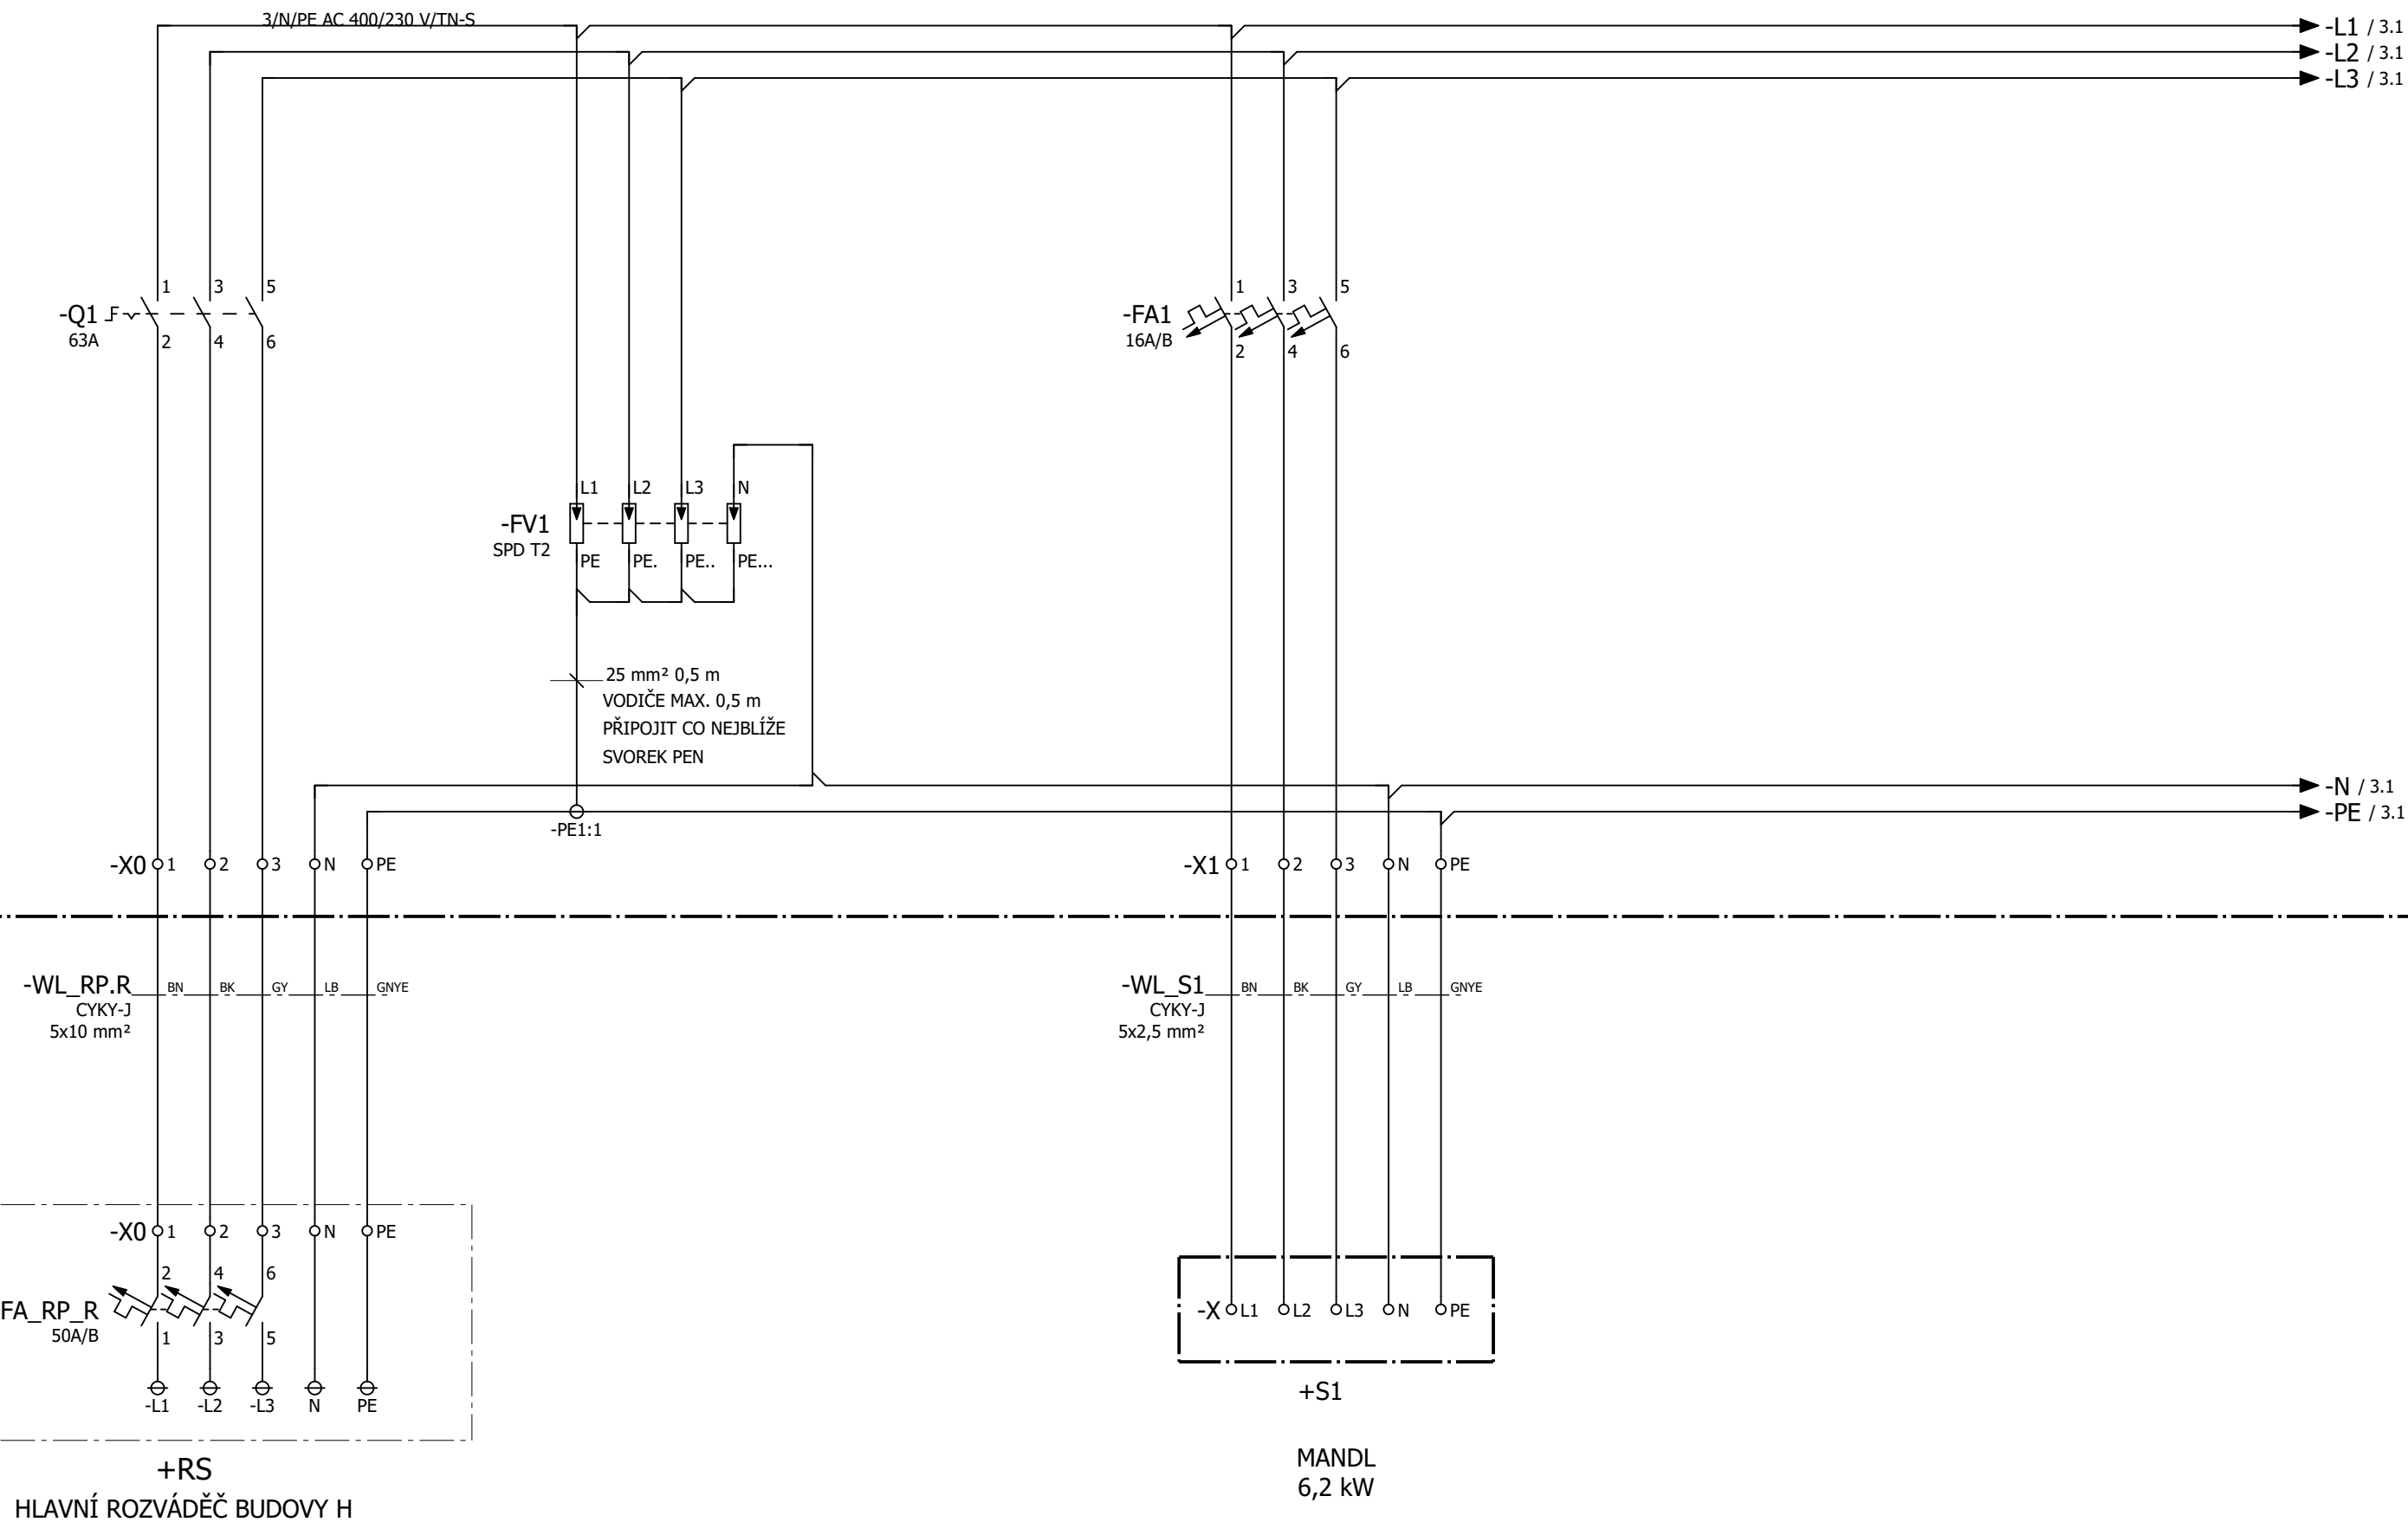 3/N/PE AC 400/230 V/TN-S
-L1 / 3.1
-L2 / 3.1
-L3 / 3.1
1 3 5
-Q1
63A
2 4 6
1 3 5
-FA1
16A/B
2 4 6
L1 L2 L3 N
-FV1
SPD T2
PE PE. PE.. PE...
25 mm² 0,5 m
VODIČE MAX. 0,5 m
PŘIPOJIT CO NEJBLÍŽE
SVOREK PEN
-N / 3.1
-PE / 3.1
-PE1:1
-X0 1 2 3 N PE
-X1 1 2 3 N PE
-WL_RP.R BN BK GY LB GNYE
CYKY-J
5x10 mm²
-WL_S1 BN BK GY LB GNYE
CYKY-J
5x2,5 mm²
-X0 1 2 3 N PE
2 4 6
FA_RP_R
50A/B
1 3 5
-L1 -L2 -L3 N PE
+RS
HLAVNÍ ROZVÁDĚČ BUDOVY H
-X L1 L2 L3 N PE
+S1
MANDL
6,2 kW